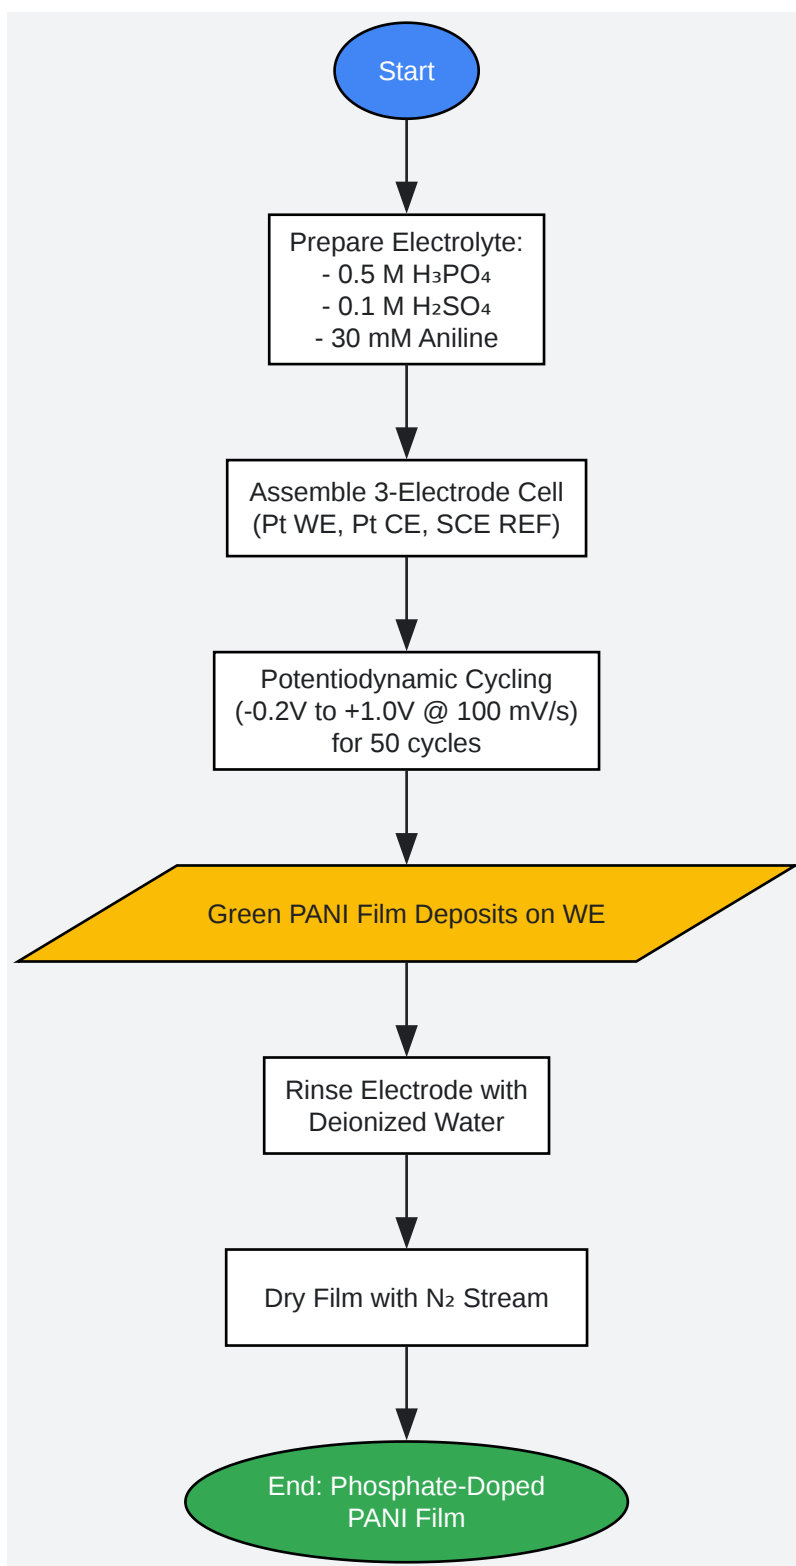 Start
Prepare Electrolyte:
- 0.5 M H₃PO₄
- 0.1 M H₂SO₄
- 30 mM Aniline
Assemble 3-Electrode Cell
(Pt WE, Pt CE, SCE REF)
Potentiodynamic Cycling
(-0.2V to +1.0V @ 100 mV/s)
for 50 cycles
Green PANI Film Deposits on WE
Rinse Electrode with
Deionized Water
Dry Film with N₂ Stream
End: Phosphate-Doped
PANI Film